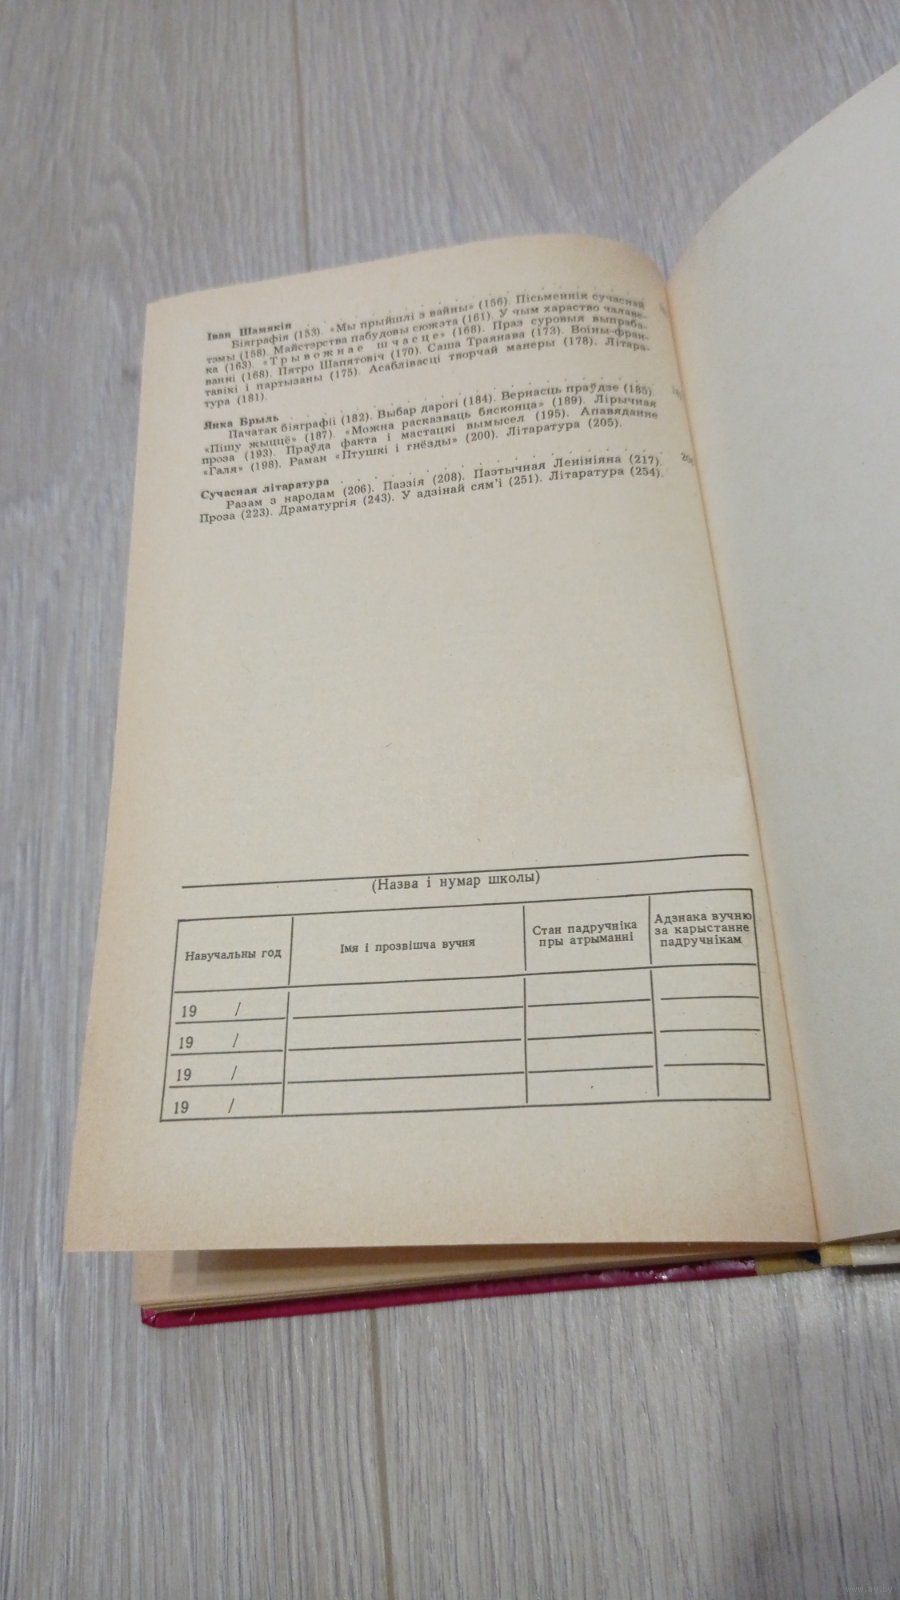 Іван Шамякін . . . . . . . . . . . . . . . .
Біяграфія (153). «Мы прыйшлі з вайны» (156). Пісьменнік сучаснай
тэмы (158). Майстэрства пабудовы сюжэта (161). У чым хараство чалаве-
ка (163). «Трывожнае шчасце» (168). Праз суровыя выпраба-
ванні (168). Пятро Шапятовіч (170). Саша Траянава (173). Воіны-фран-
тавікі і партызаны (175). Асаблівасці творчай манеры (178). Літара-
тура (181).
Янка Брыль . . . . . . . . . . . . . . . .
Пачатак біяграфіі (182). Выбар дарогі (184). Вернасць праўдзе (185).
«Пішу жыццё» (187). «Можна расказваць бясконца» (189). Лірычная
проза (193). Праўда факта і мастацкі вымысел (195). Апавяданне
«Галя» (198). Раман «Птушкі і гнёзды» (200). Літаратура (205).
Сучасная літаратура . . . . . . . . . . . . . . . .
Разам з народам (206). Паэзія (208). Паэтычная Ленініяна (217).
Проза (223). Драматургія (243). У адзінай сям'і (251). Літаратура (254).
(Назва і нумар школы)
Навучальны год
Імя і прозвішча вучня
Стан падручніка
пры атрыманні
Адзнака вучню
за карыстанне
падручнікам
19 /
19 /
19 /
19 /
www.ay.by